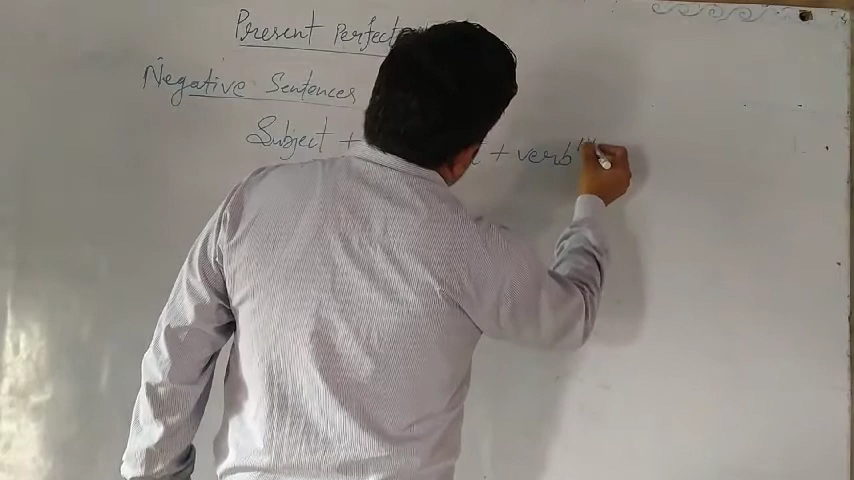 Present Perfect
Negative Sentences
Subject + + verb